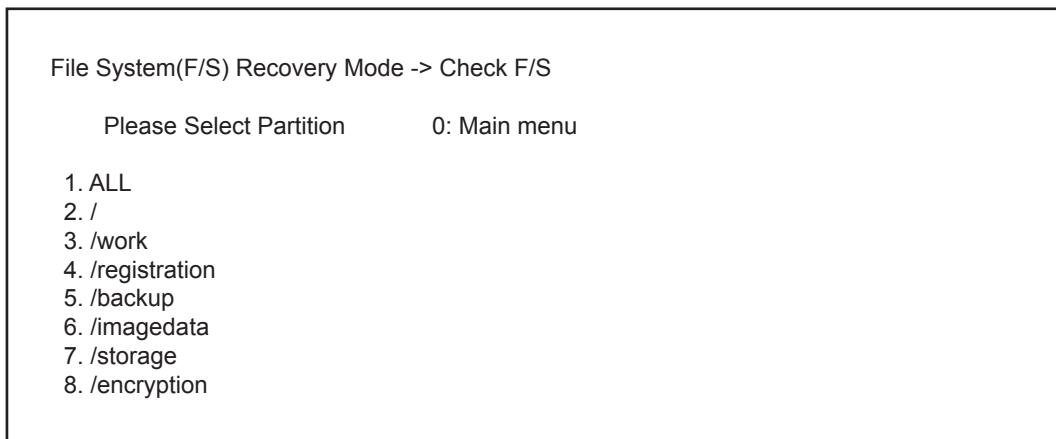 File System(F/S) Recovery Mode -> Check F/S
Please Select Partition 0: Main menu
1. ALL
2. /
3. /work
4. /registration
5. /backup
6. /imagedata
7. /storage
8. /encryption